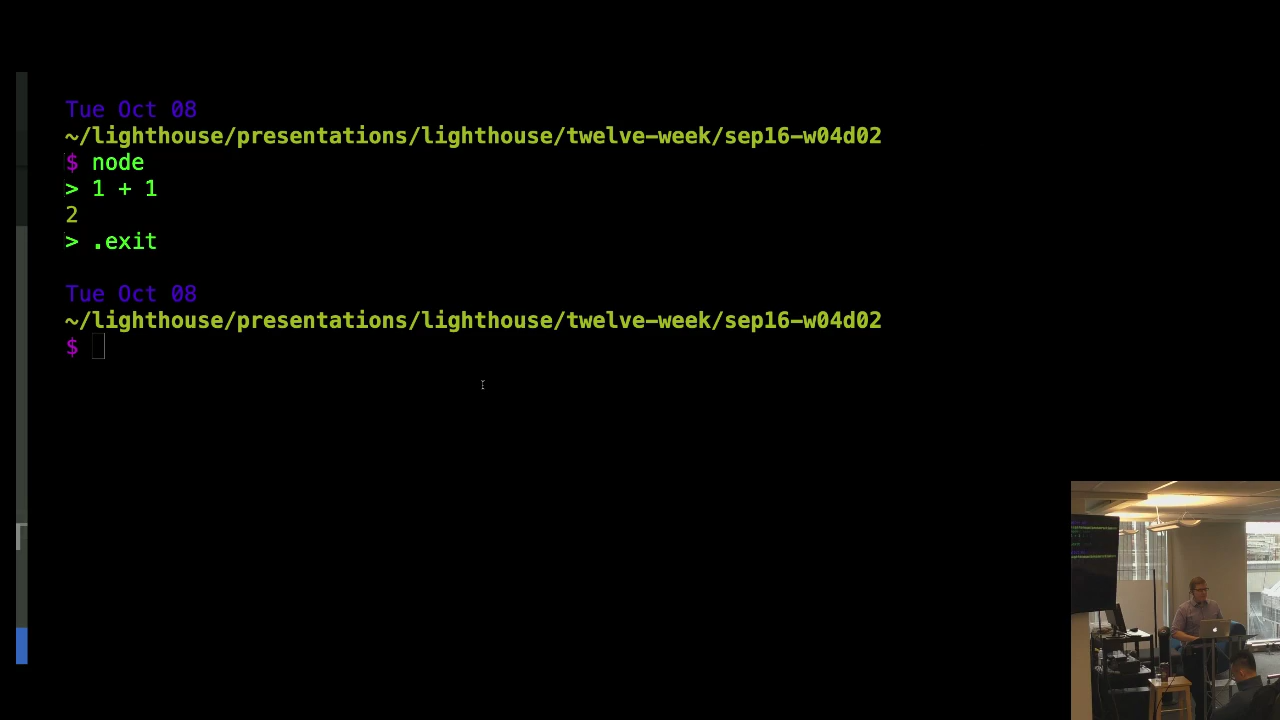 Tue Oct 08
~/lighthouse/presentations/lighthouse/twelve-week/sep16-w04d02
$ node
> 1 + 1
2
> .exit
Tue Oct 08
~/lighthouse/presentations/lighthouse/twelve-week/sep16-w04d02
$